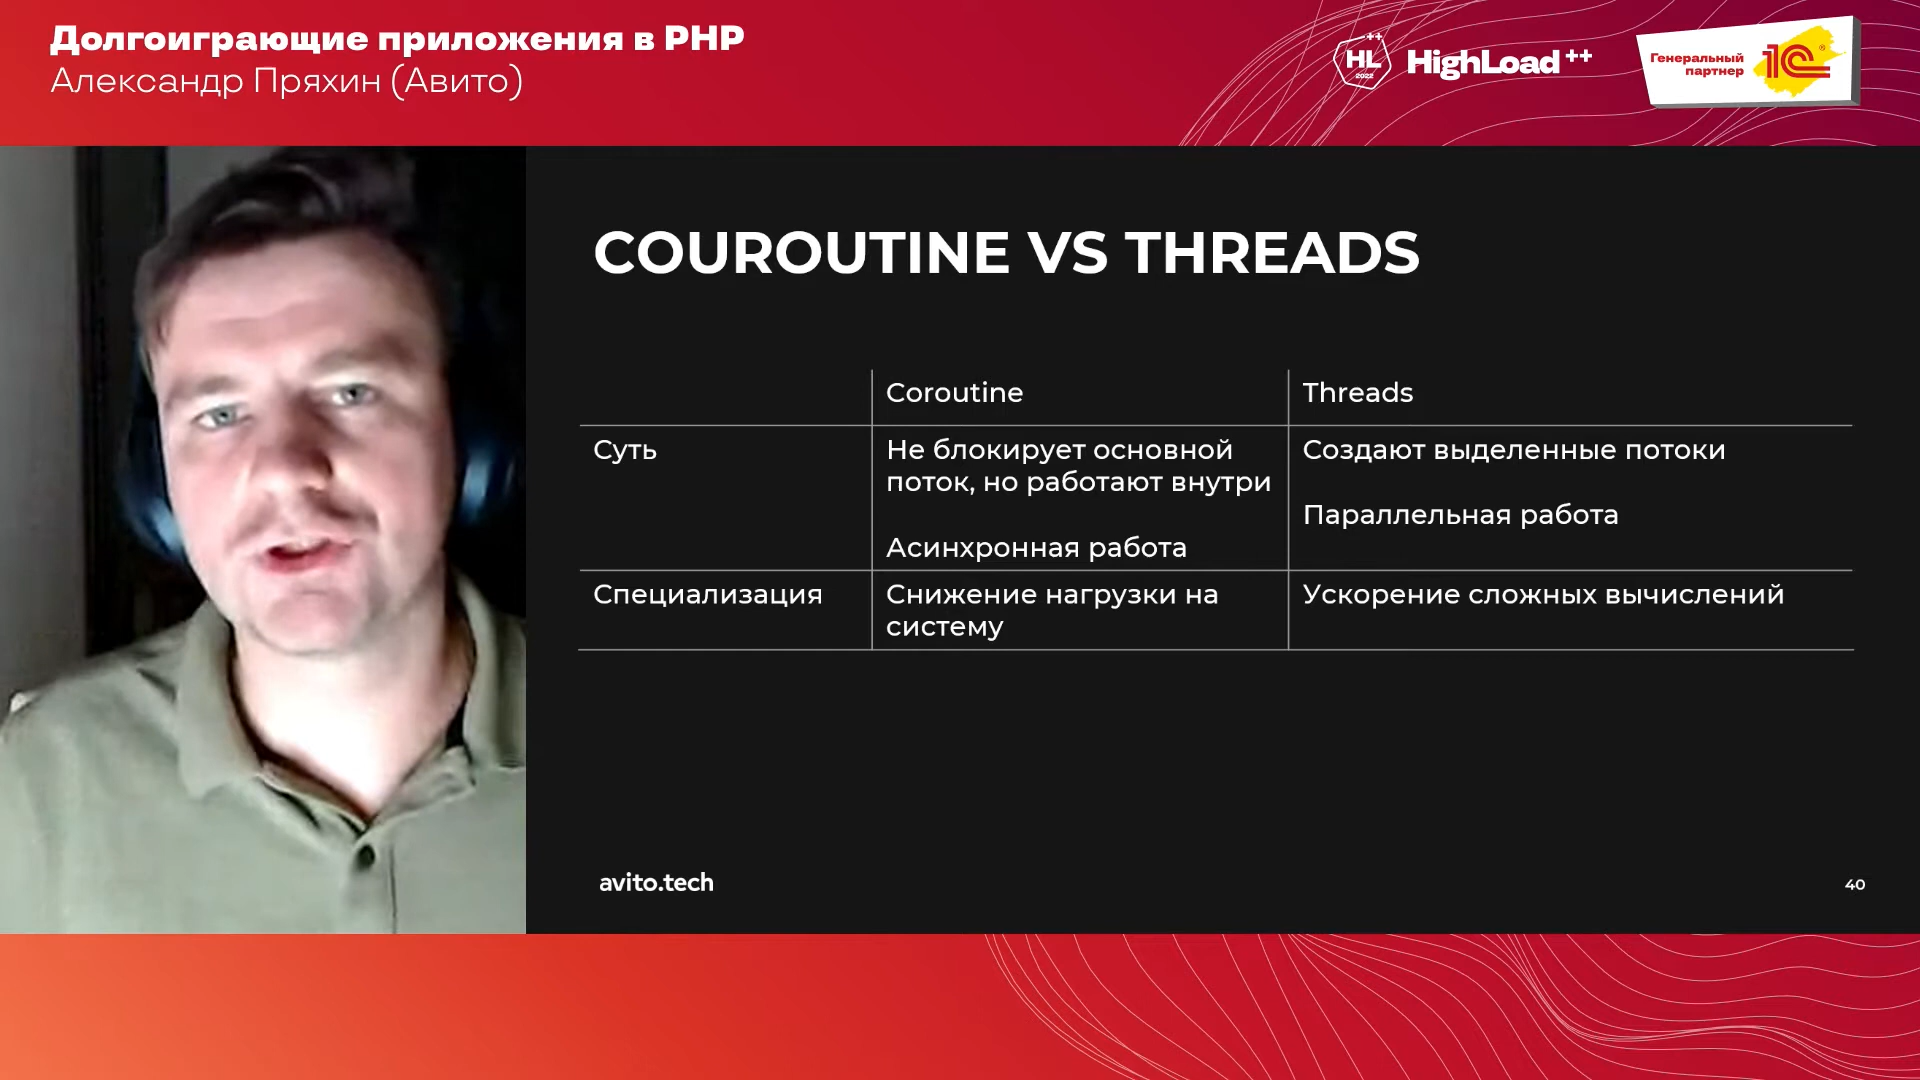 Долгоиграющие приложения в PHP
Александр Пряхин (Авито)
++
HL
2022
HighLoad ++
Генеральный
партнер
1С
®
COUROUTINE VS THREADS
Coroutine
Threads
Суть
Не блокирует основной
поток, но работают внутри
Асинхронная работа
Создают выделенные потоки
Параллельная работа
Специализация
Снижение нагрузки на
систему
Ускорение сложных вычислений
avito.tech
40